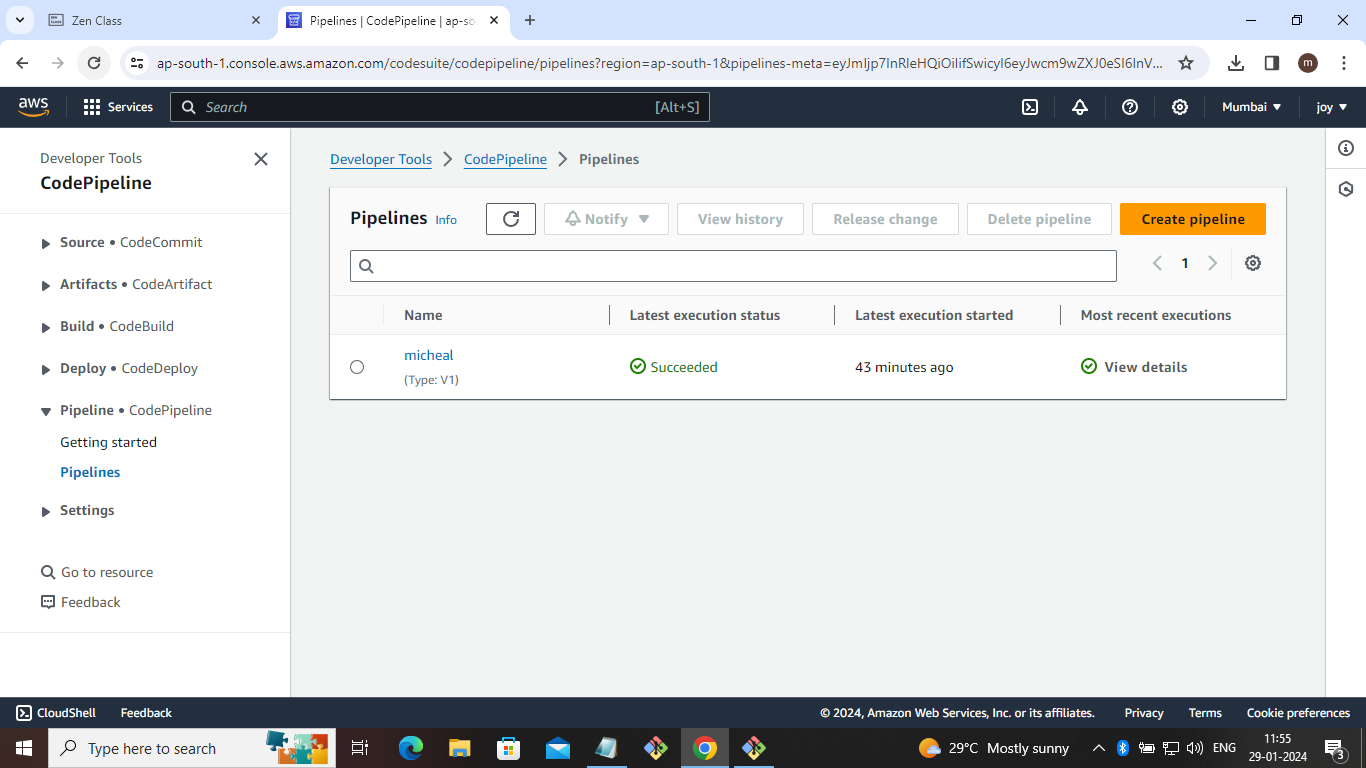 Zen Class
Pipelines | CodePipeline | ap-so
ap-south-1.console.aws.amazon.com/codesuite/codepipeline/pipelines?region=ap-south-1&pipelines-meta=eyJmIjp7InRleHQiOiIifSwicyI6eyJwcm9wZXJ0eSI6InV...
m
aws
Services
Search
[Alt+S]
Mumbai
joy
Developer Tools
CodePipeline
Source • CodeCommit
Artifacts • CodeArtifact
Build • CodeBuild
Deploy • CodeDeploy
Pipeline • CodePipeline
Getting started
Pipelines
Settings
Go to resource
Feedback
Developer Tools
CodePipeline
Pipelines
Pipelines Info
Notify
View history
Release change
Delete pipeline
Create pipeline
1
Name
Latest execution status
Latest execution started
Most recent executions
micheal
(Type: V1)
Succeeded
43 minutes ago
View details
CloudShell
Feedback
© 2024, Amazon Web Services, Inc. or its affiliates.
Privacy
Terms
Cookie preferences
Type here to search
29°C Mostly sunny
ENG
11:55
29-01-2024
3